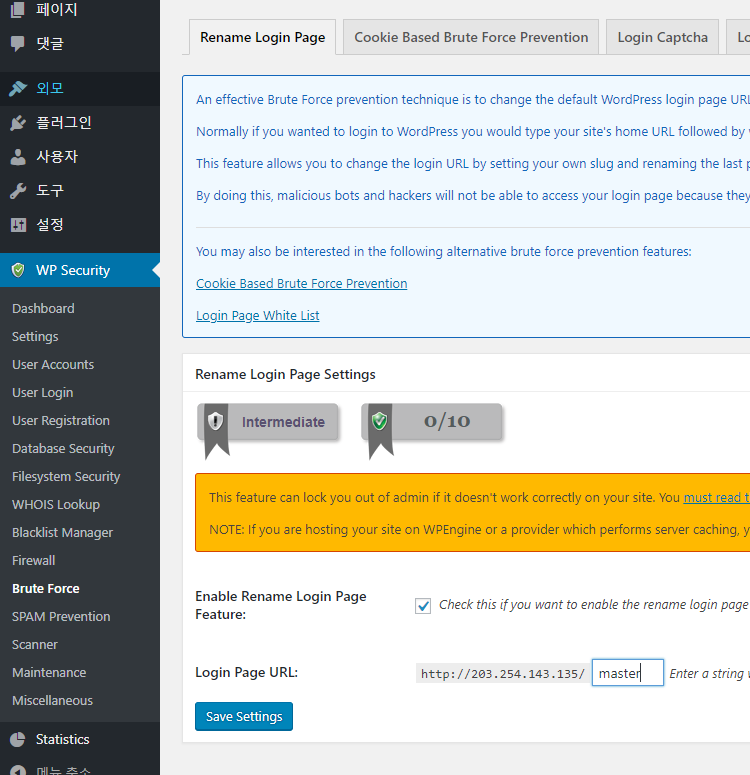 페이지
댓글
외모
플러그인
사용자
도구
설정
WP Security
Dashboard
Settings
User Accounts
User Login
User Registration
Database Security
Filesystem Security
WHOIS Lookup
Blacklist Manager
Firewall
Brute Force
SPAM Prevention
Scanner
Maintenance
Miscellaneous
Statistics
메뉴 축소
Rename Login Page Cookie Based Brute Force Prevention Login Captcha Lo
An effective Brute Force prevention technique is to change the default WordPress login page URL
Normally if you wanted to login to WordPress you would type your site's home URL followed by
This feature allows you to change the login URL by setting your own slug and renaming the last
By doing this, malicious bots and hackers will not be able to access your login page because they
You may also be interested in the following alternative brute force prevention features:
Cookie Based Brute Force Prevention
Login Page White List
Rename Login Page Settings
Intermediate 0/10
This feature can lock you out of admin if it doesn't work correctly on your site. You must read
NOTE: If you are hosting your site on WPEngine or a provider which performs server caching,
Enable Rename Login Page
Feature:
Check this if you want to enable the rename login page
Login Page URL: http://203.254.143.135/ master Enter a string
Save Settings